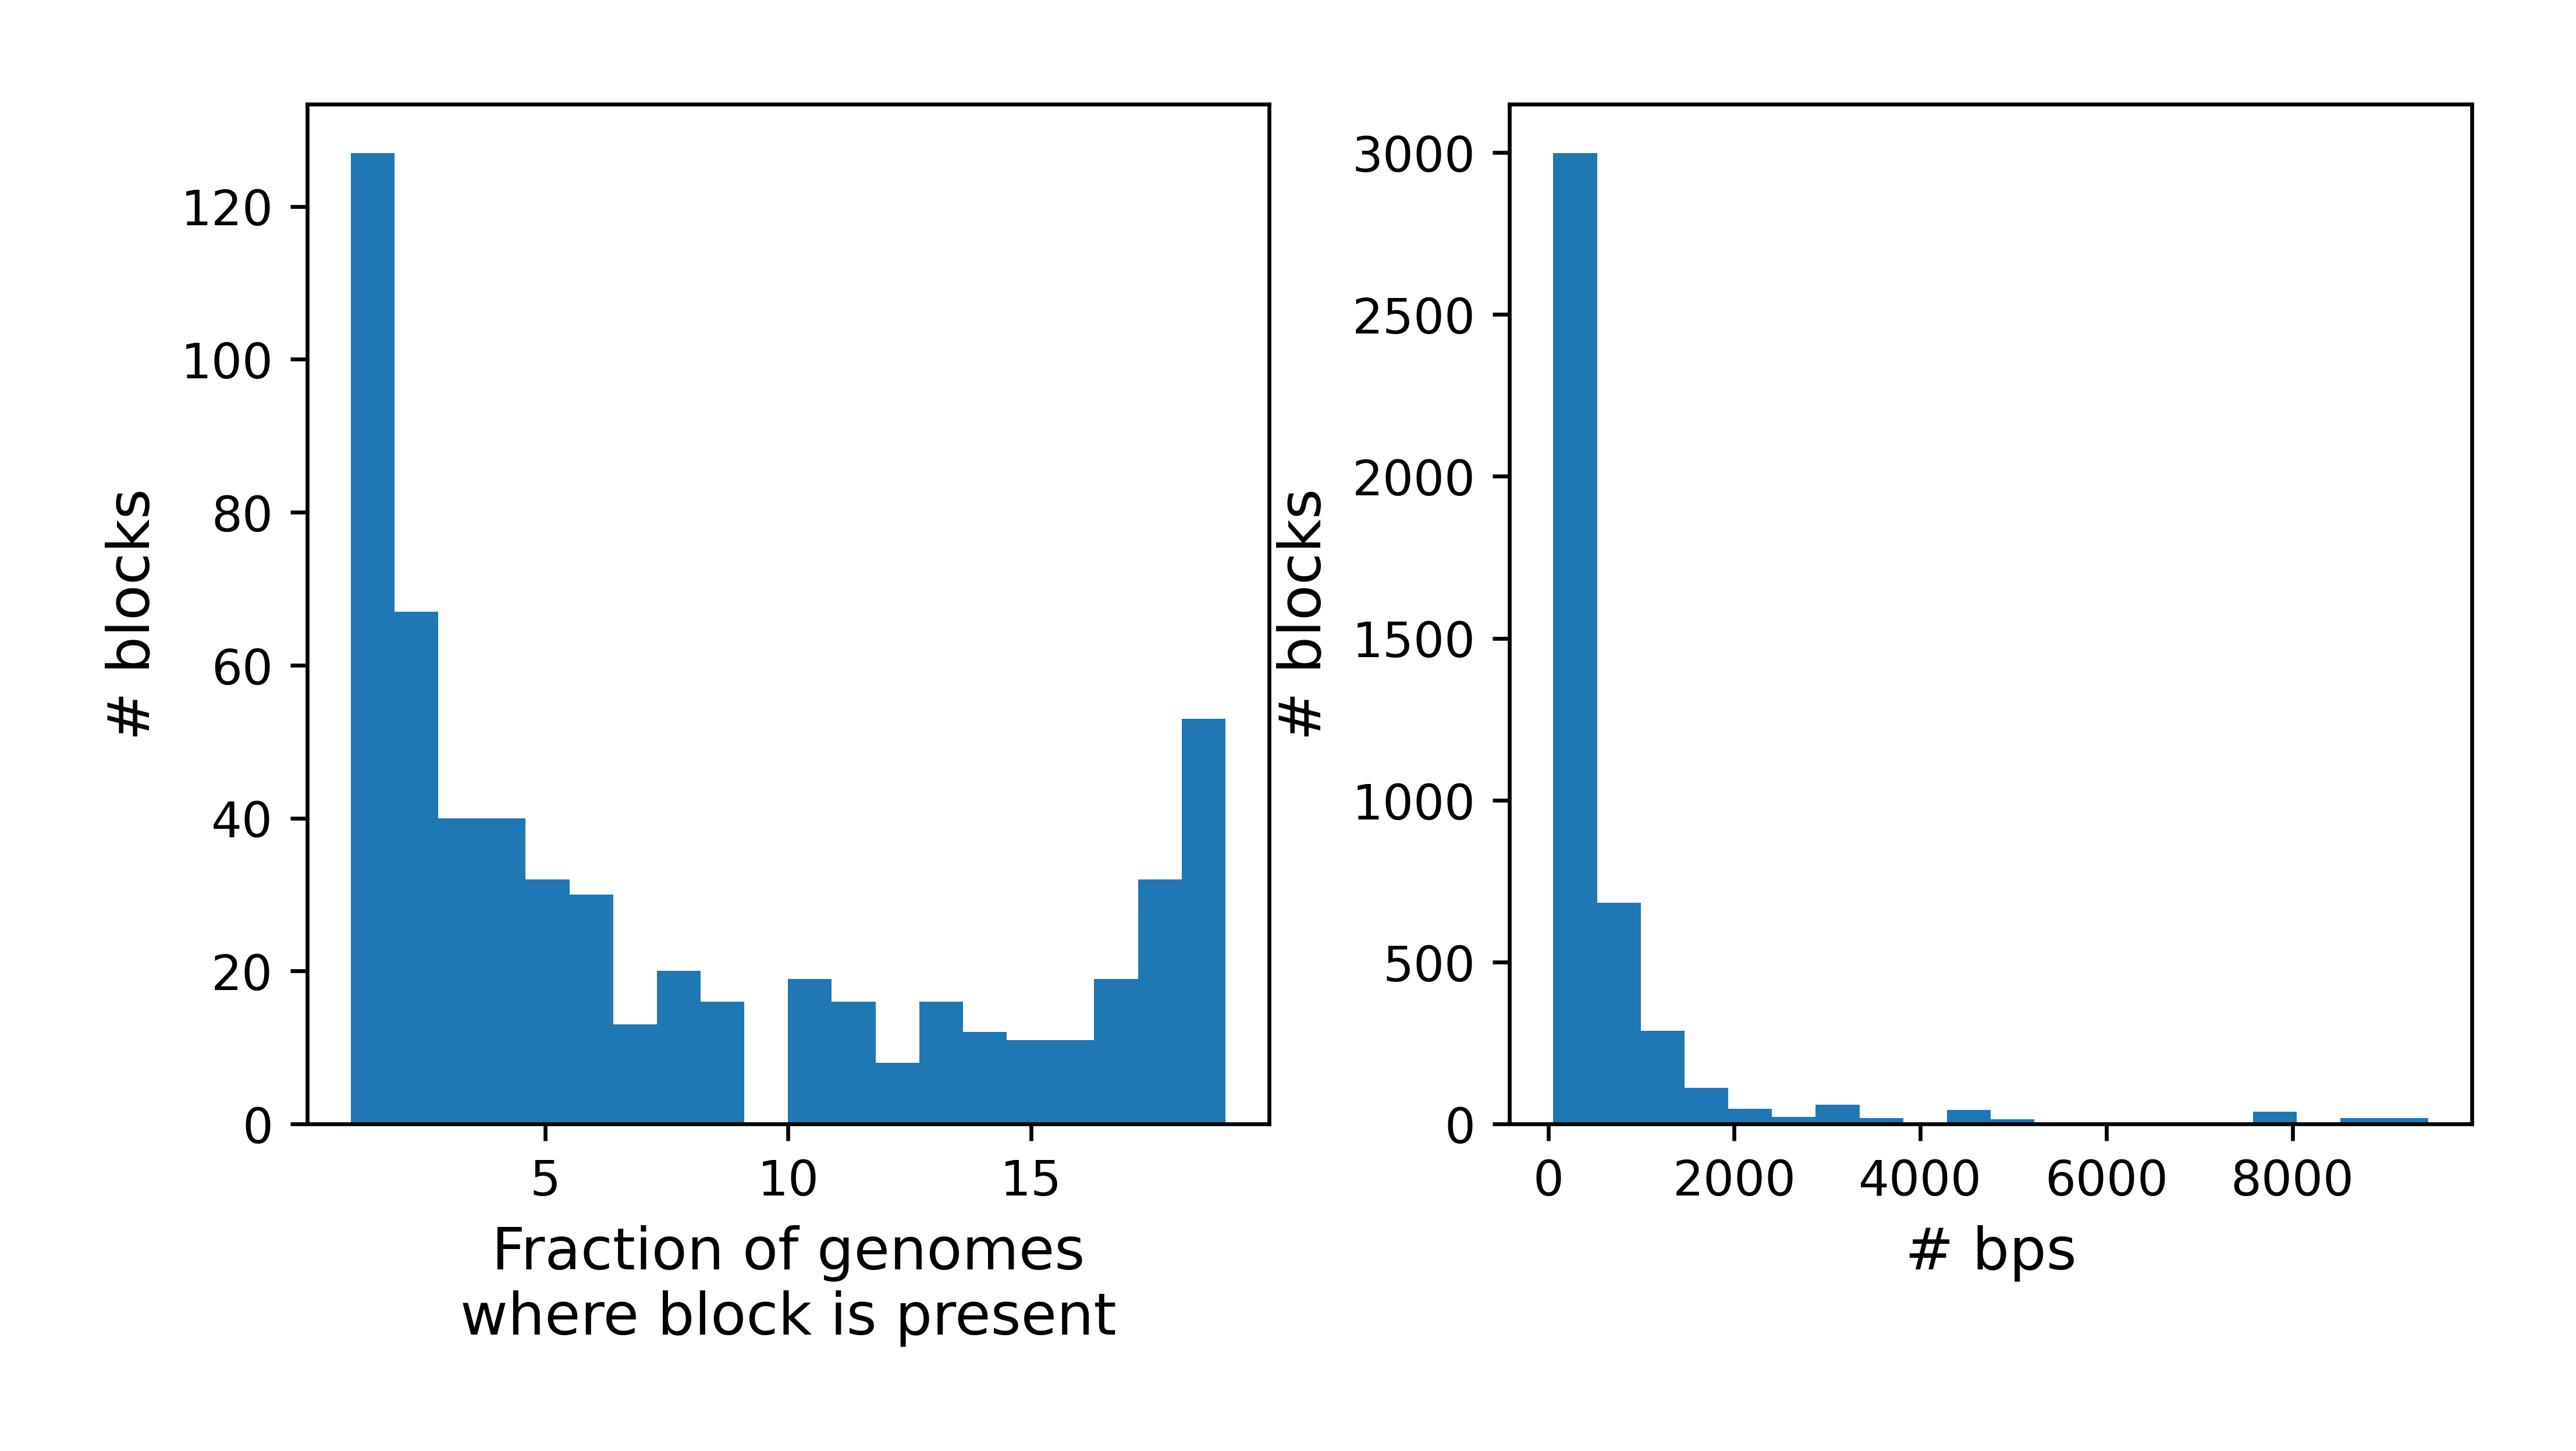 # blocks
120
100
80
60
40
20
0
5 10 15
Fraction of genomes
where block is present
# blocks
3000
2500
2000
1500
1000
500
0
0 2000 4000 6000 8000
# bps